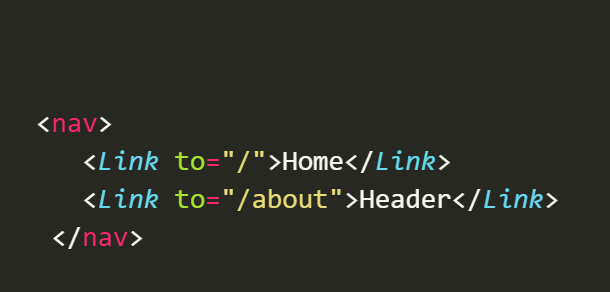 <nav>
<Link to="/">Home</Link>
<Link to="/about">Header</Link>
</nav>